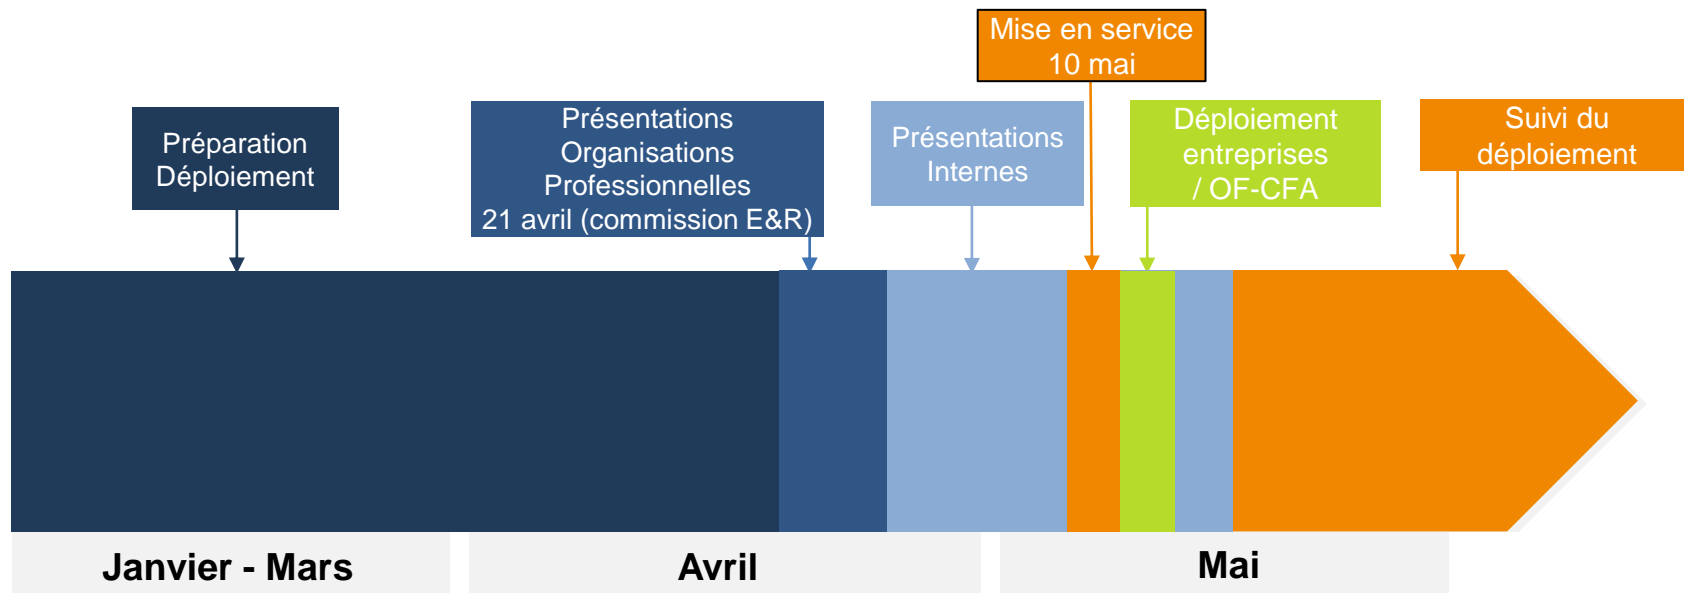 Mise en service
10 mai
Préparation
Déploiement
Présentations
Organisations
Professionnelles
21 avril (commission E&R)
Présentations
Internes
Déploiement
entreprises
/ OF-CFA
Suivi du
déploiement
Janvier - Mars
Avril
Mai